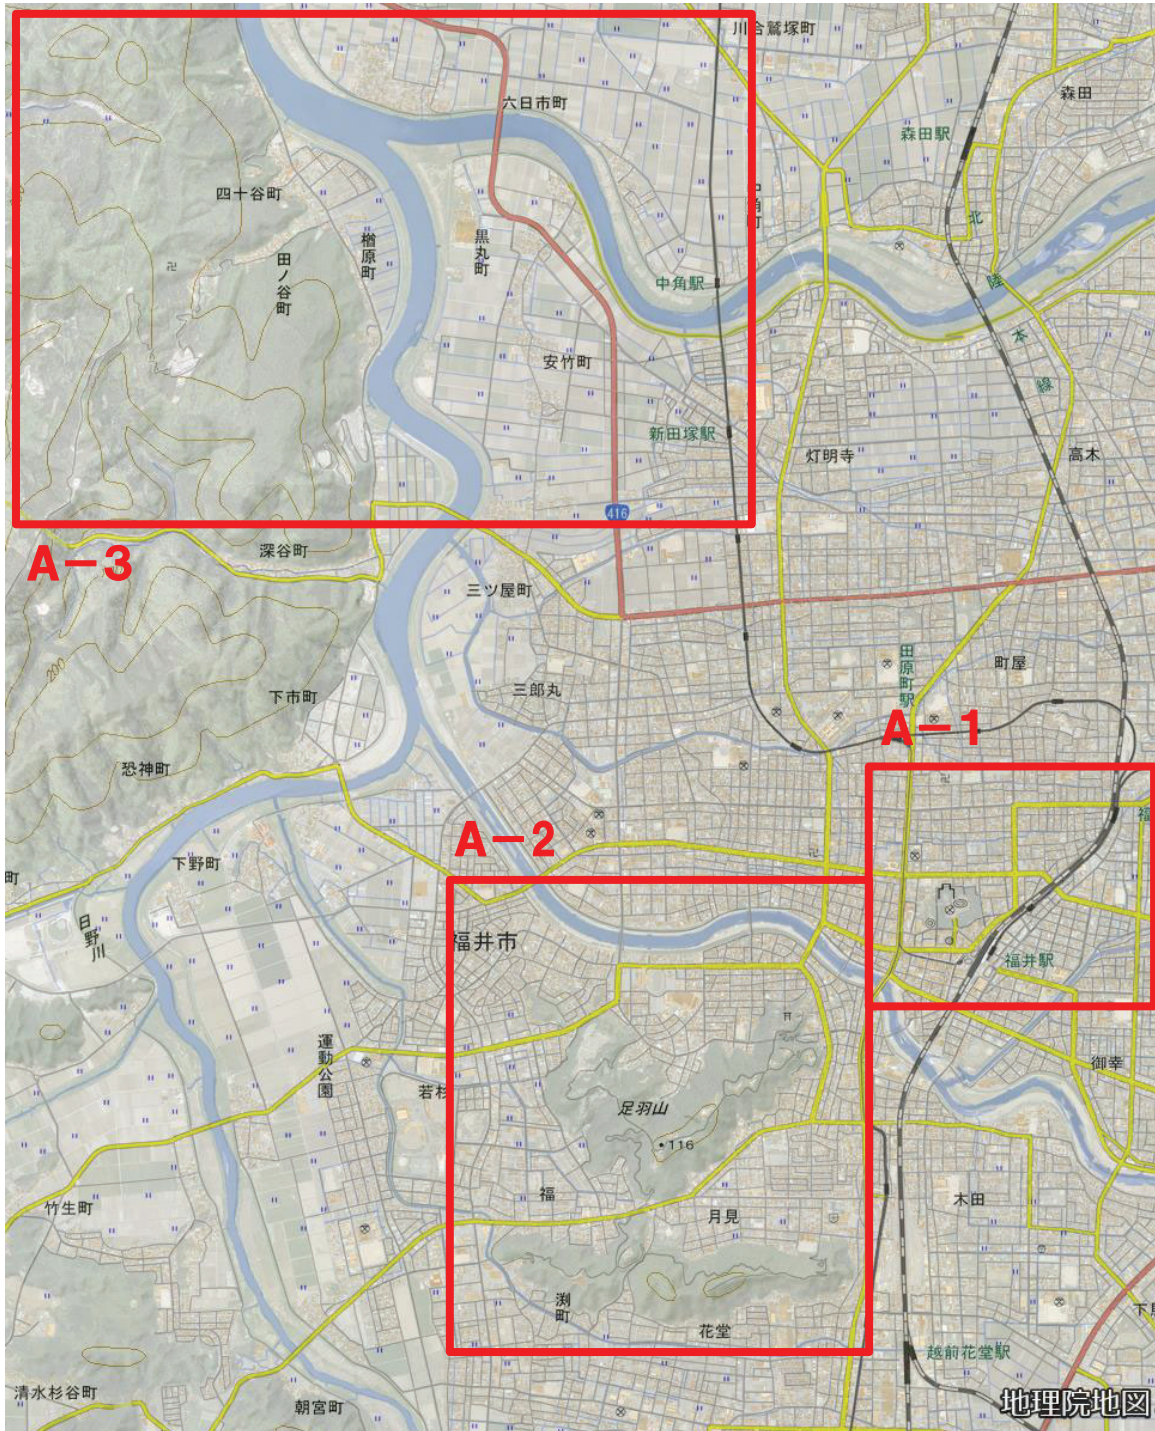 川合鷲塚町
森田
六日市町
森田駅
四十谷町
中角町
北陸本線
楢原町
黒丸町
田ノ谷町
中角駅
安竹町
新田塚駅
灯明寺
高木
416
A-3
深谷町
三ツ屋町
200
田原町駅
町屋
三郎丸
下市町
A-1
恐神町
A-2
下野町
町
日野川
福井市
福井駅
運動公園
御幸
若杉
足羽山
116
福
月見
木田
竹生町
渕町
花堂
越前花堂駅
清水杉谷町
朝宮町
地理院地図